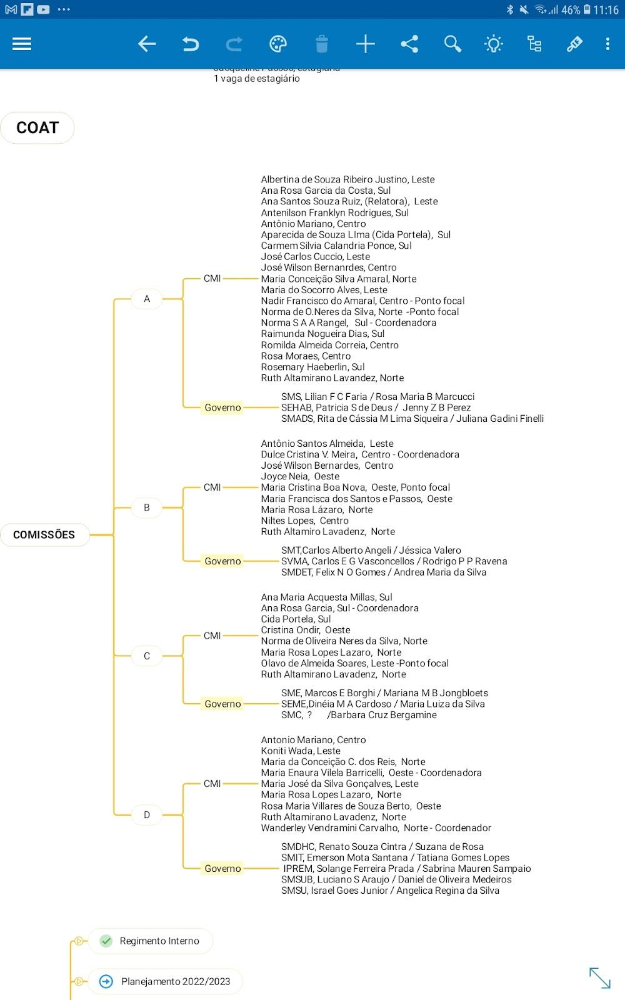 46% 11:16
Jacqueline Passos, estagiária
1 vaga de estagiário
COAT
COMISSÕES
A
CMI
Albertina de Souza Ribeiro Justino, Leste
Ana Rosa Garcia da Costa, Sul
Ana Santos Souza Ruiz, (Relatora), Leste
Antenilson Franklyn Rodrigues, Sul
Antônio Mariano, Centro
Aparecida de Souza LIma (Cida Portela), Sul
Carmem Silvia Calandria Ponce, Sul
José Carlos Cuccio, Leste
José Wilson Bernanrdes, Centro
Maria Conceição Silva Amaral, Norte
Maria do Socorro Alves, Leste
Nadir Francisco do Amaral, Centro - Ponto focal
Norma de O.Neres da Silva, Norte -Ponto focal
Norma S A A Rangel, Sul - Coordenadora
Raimunda Nogueira Dias, Sul
Romilda Almeida Correia, Centro
Rosa Moraes, Centro
Rosemary Haeberlin, Sul
Ruth Altamirano Lavandez, Norte
Governo
SMS, Lilian F C Faria / Rosa Maria B Marcucci
SEHAB, Patricia S de Deus / Jenny Z B Perez
SMADS, Rita de Cássia M Lima Siqueira / Juliana Gadini Finelli
B
CMI
Antônio Santos Almeida, Leste
Dulce Cristina V. Meira, Centro - Coordenadora
José Wilson Bernardes, Centro
Joyce Neia, Oeste
Maria Cristina Boa Nova, Oeste, Ponto focal
Maria Francisca dos Santos e Passos, Oeste
Maria Rosa Lázaro, Norte
Niltes Lopes, Centro
Ruth Altamiro Lavadenz, Norte
Governo
SMT,Carlos Alberto Angeli / Jéssica Valero
SVMA, Carlos E G Vasconcellos / Rodrigo P P Ravena
SMDET, Felix N O Gomes / Andrea Maria da Silva
C
CMI
Ana Maria Acquesta Millas, Sul
Ana Rosa Garcia, Sul - Coordenadora
Cida Portela, Sul
Cristina Ondir, Oeste
Norma de Oliveira Neres da Silva, Norte
Maria Rosa Lopes Lazaro, Norte
Olavo de Almeida Soares, Leste -Ponto focal
Ruth Altamirano Lavadenz, Norte
Governo
SME, Marcos E Borghi / Mariana M B Jongbloets
SEME,Dinéia M A Cardoso / Maria Luiza da Silva
SMC, ? /Barbara Cruz Bergamine
D
CMI
Antonio Mariano, Centro
Koniti Wada, Leste
Maria da Conceição C. dos Reis, Norte
Maria Enaura Vilela Barricelli, Oeste - Coordenadora
Maria José da Silva Gonçalves, Leste
Maria Rosa Lopes Lazaro, Norte
Rosa Maria Villares de Souza Berto, Oeste
Ruth Altamirano Lavadenz, Norte
Wanderley Vendramini Carvalho, Norte - Coordenador
Governo
SMDHC, Renato Souza Cintra / Suzana de Rosa
SMIT, Emerson Mota Santana / Tatiana Gomes Lopes
IPREM, Solange Ferreira Prada / Sabrina Mauren Sampaio
SMSUB, Luciano S Araujo / Daniel de Oliveira Medeiros
SMSU, Israel Goes Junior / Angelica Regina da Silva
Regimento Interno
Planejamento 2022/2023